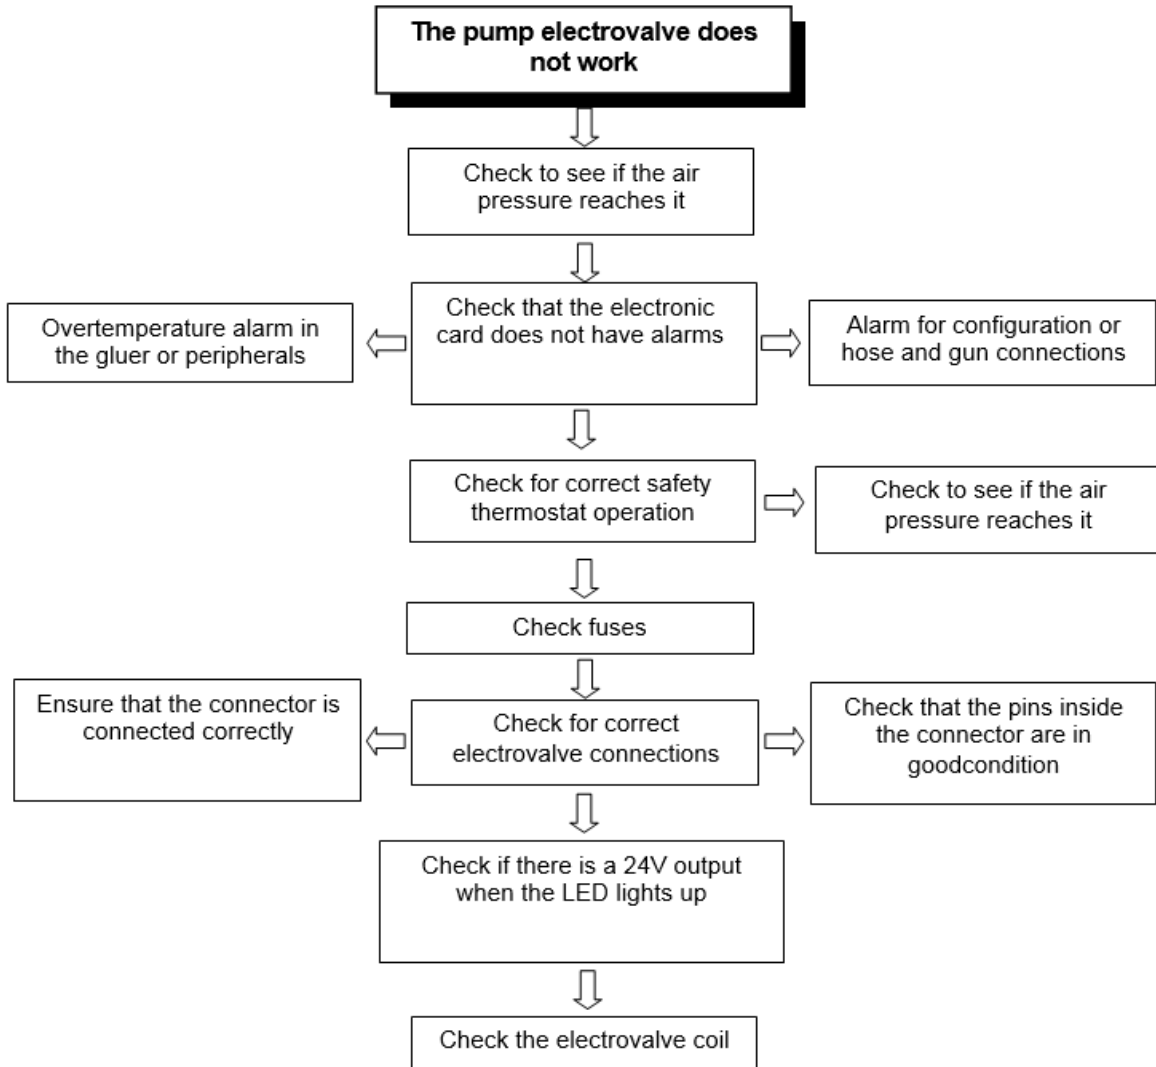 The pump electrovalve does
not work
Check to see if the air
pressure reaches it
Overtemperature alarm in
the gluer or peripherals
Check that the electronic
card does not have alarms
Alarm for configuration or
hose and gun connections
Check for correct safety
thermostat operation
Check to see if the air
pressure reaches it
Check fuses
Ensure that the connector is
connected correctly
Check for correct
electrovalve connections
Check that the pins inside
the connector are in
goodcondition
Check if there is a 24V output
when the LED lights up
Check the electrovalve coil